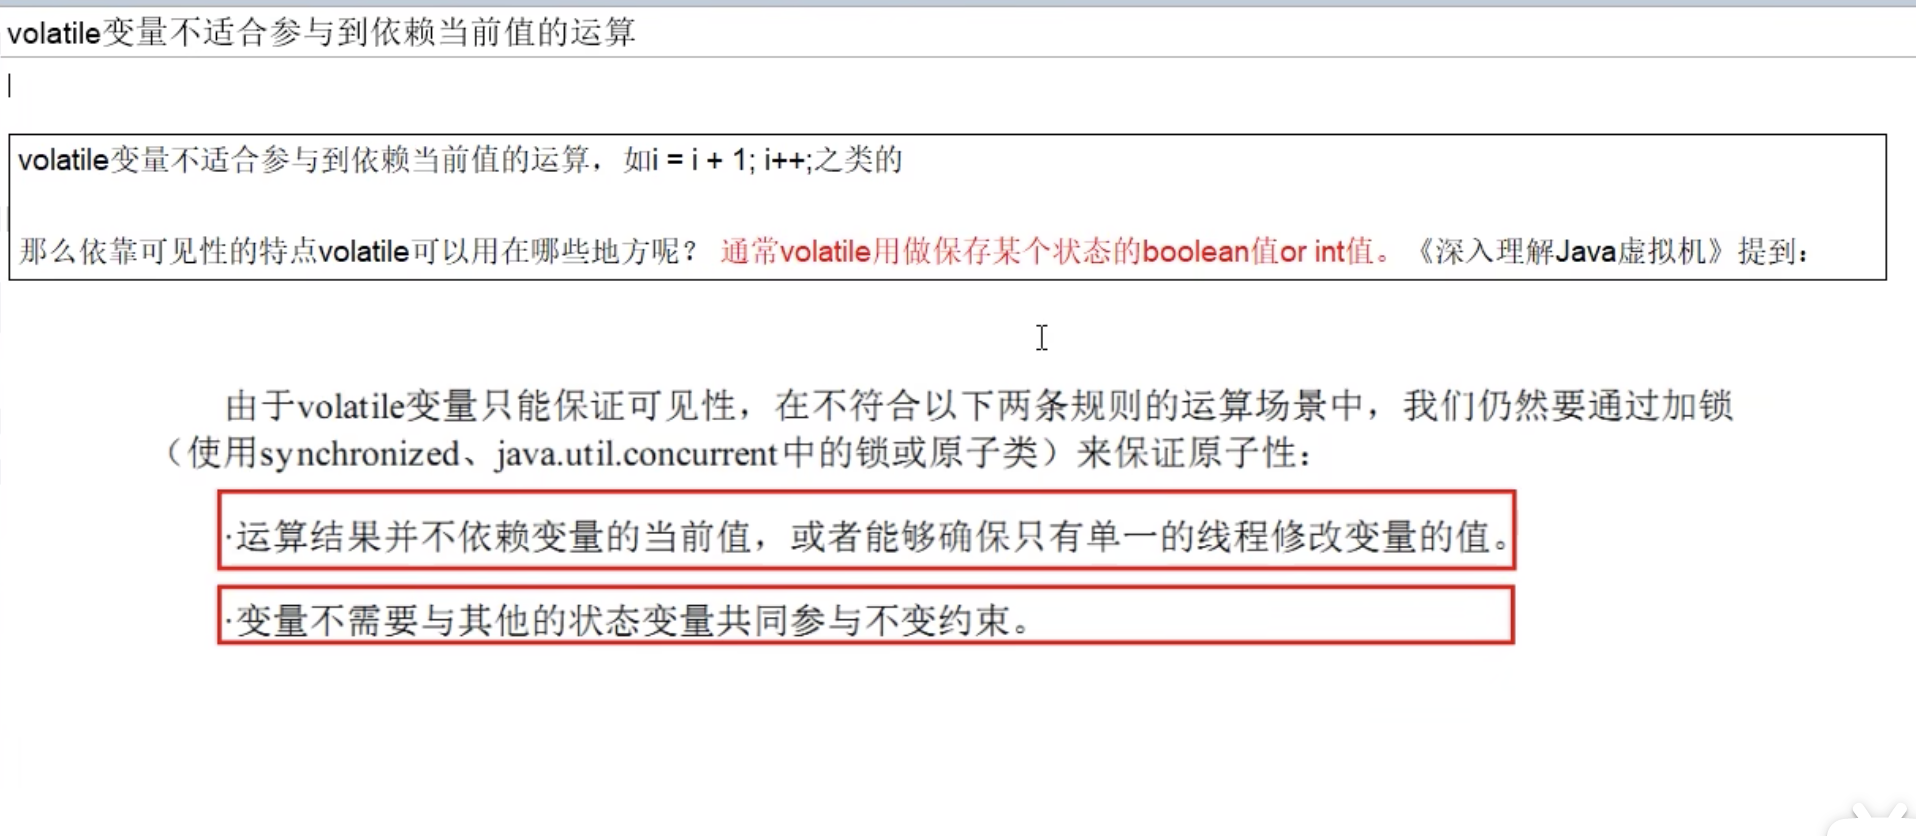 volatile变量不适合参与到依赖当前值的运算
volatile变量不适合参与到依赖当前值的运算，如i = i + 1; i++;之类的
那么依靠可见性的特点volatile可以用在哪些地方呢？ 通常volatile用做保存某个状态的boolean值or int值。《深入理解Java虚拟机》提到：
由于volatile变量只能保证可见性，在不符合以下两条规则的运算场景中，我们仍然要通过加锁
（使用synchronized、java.util.concurrent中的锁或原子类）来保证原子性：
·运算结果并不依赖变量的当前值，或者能够确保只有单一的线程修改变量的值。
·变量不需要与其他的状态变量共同参与不变约束。